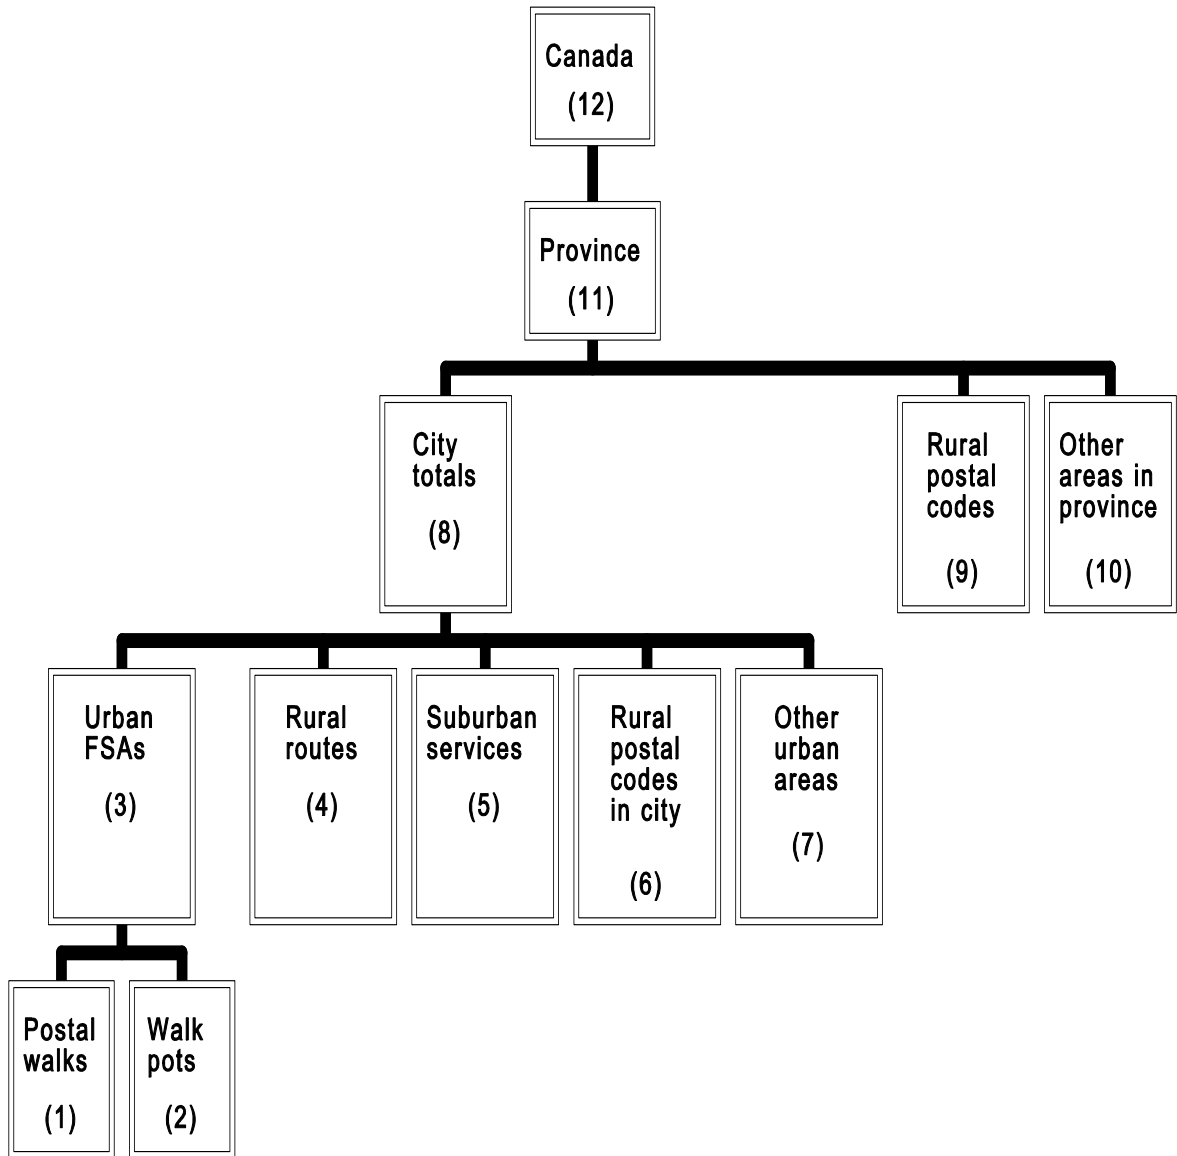 Canada
(12)
Province
(11)
City
totals
(8)
Rural
postal
codes
(9)
Other
areas in
province
(10)
Urban
FSAs
(3)
Rural
routes
(4)
Suburban
services
(5)
Rural
postal
codes
in city
(6)
Other
urban
areas
(7)
Postal
walks
(1)
Walk
pots
(2)